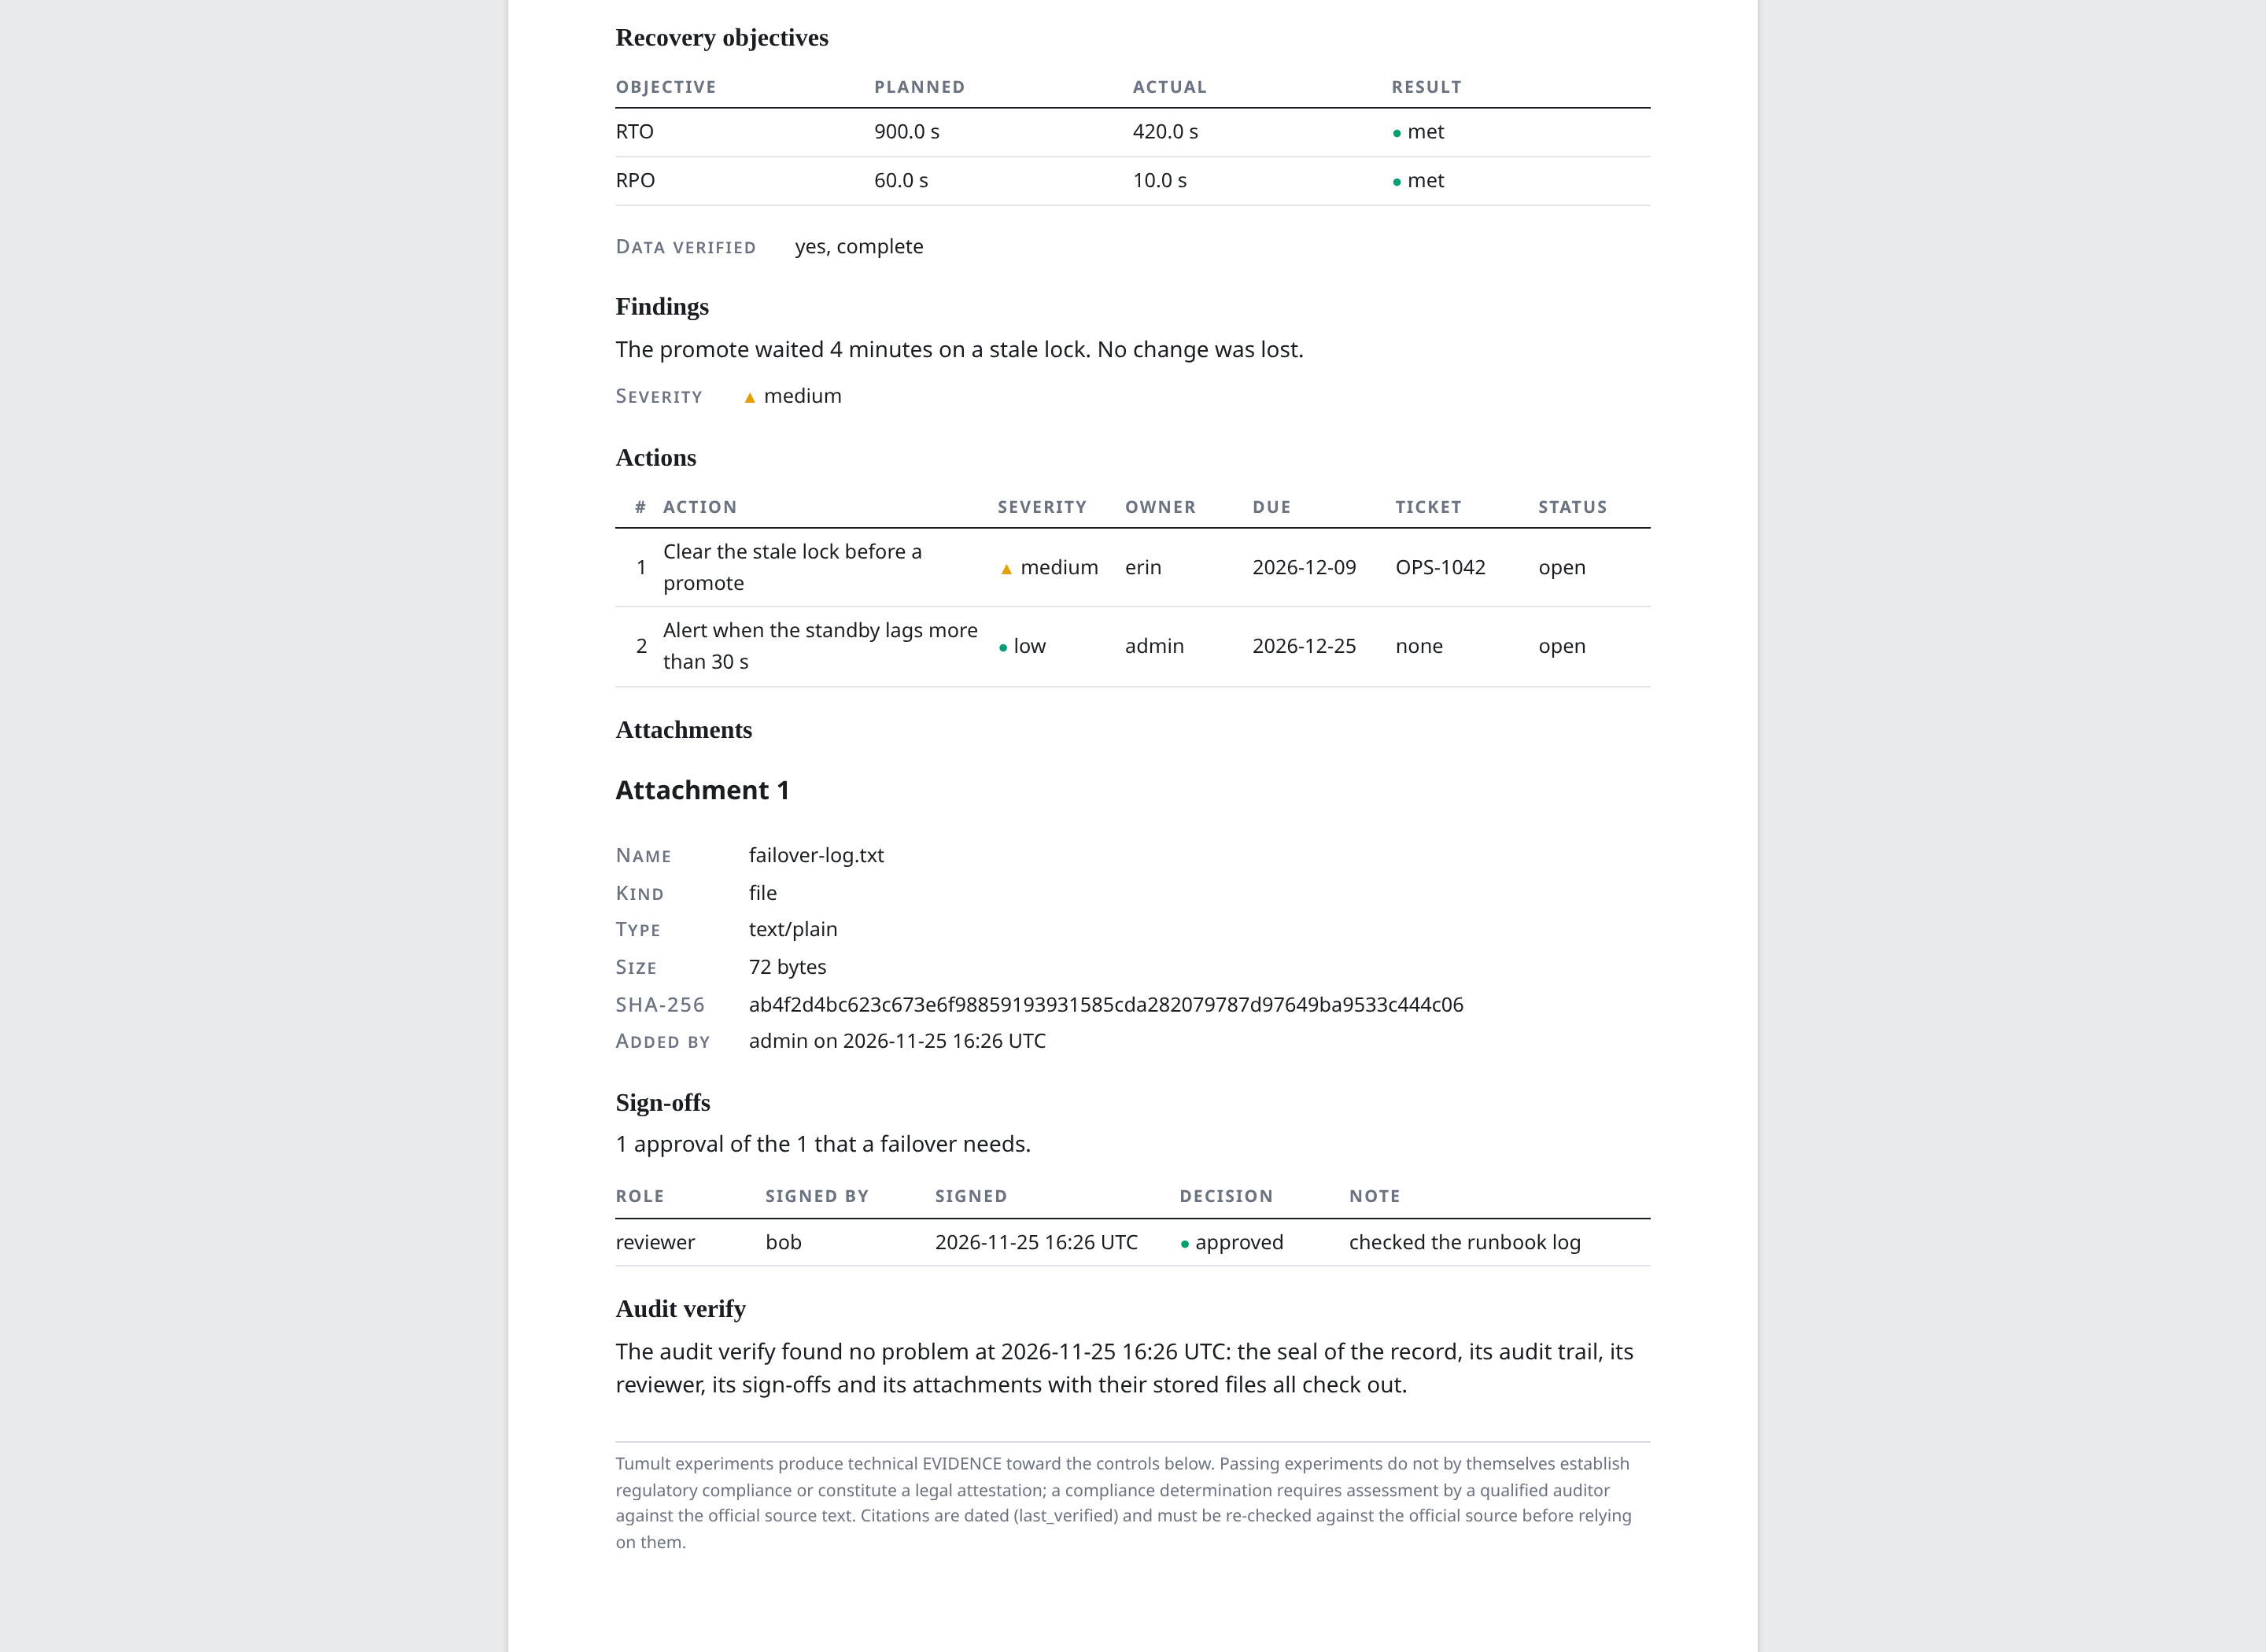 Recovery objectives
OBJECTIVE PLANNED ACTUAL RESULT
RTO 900.0 s 420.0 s ● met
RPO 60.0 s 10.0 s ● met
DATA VERIFIED yes, complete
Findings
The promote waited 4 minutes on a stale lock. No change was lost.
SEVERITY ▲ medium
Actions
# ACTION SEVERITY OWNER DUE TICKET STATUS
1 Clear the stale lock before a promote ▲ medium erin 2026-12-09 OPS-1042 open
2 Alert when the standby lags more than 30 s ● low admin 2026-12-25 none open
Attachments
Attachment 1
NAME failover-log.txt
KIND file
TYPE text/plain
SIZE 72 bytes
SHA-256 ab4f2d4bc623c673e6f98859193931585cda282079787d97649ba9533c444c06
ADDED BY admin on 2026-11-25 16:26 UTC
Sign-offs
1 approval of the 1 that a failover needs.
ROLE SIGNED BY SIGNED DECISION NOTE
reviewer bob 2026-11-25 16:26 UTC ● approved checked the runbook log
Audit verify
The audit verify found no problem at 2026-11-25 16:26 UTC: the seal of the record, its audit trail, its
reviewer, its sign-offs and its attachments with their stored files all check out.
Tumult experiments produce technical EVIDENCE toward the controls below. Passing experiments do not by themselves establish
regulatory compliance or constitute a legal attestation; a compliance determination requires assessment by a qualified auditor
against the official source text. Citations are dated (last_verified) and must be re-checked against the official source before relying
on them.